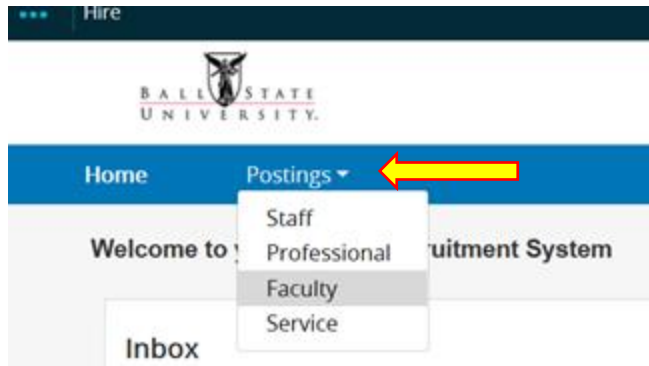 Hire
BALL STATE
UNIVERSITY.
Home Postings
Staff
Welcome to y
Professional
ruitment System
Faculty
Service
Inbox